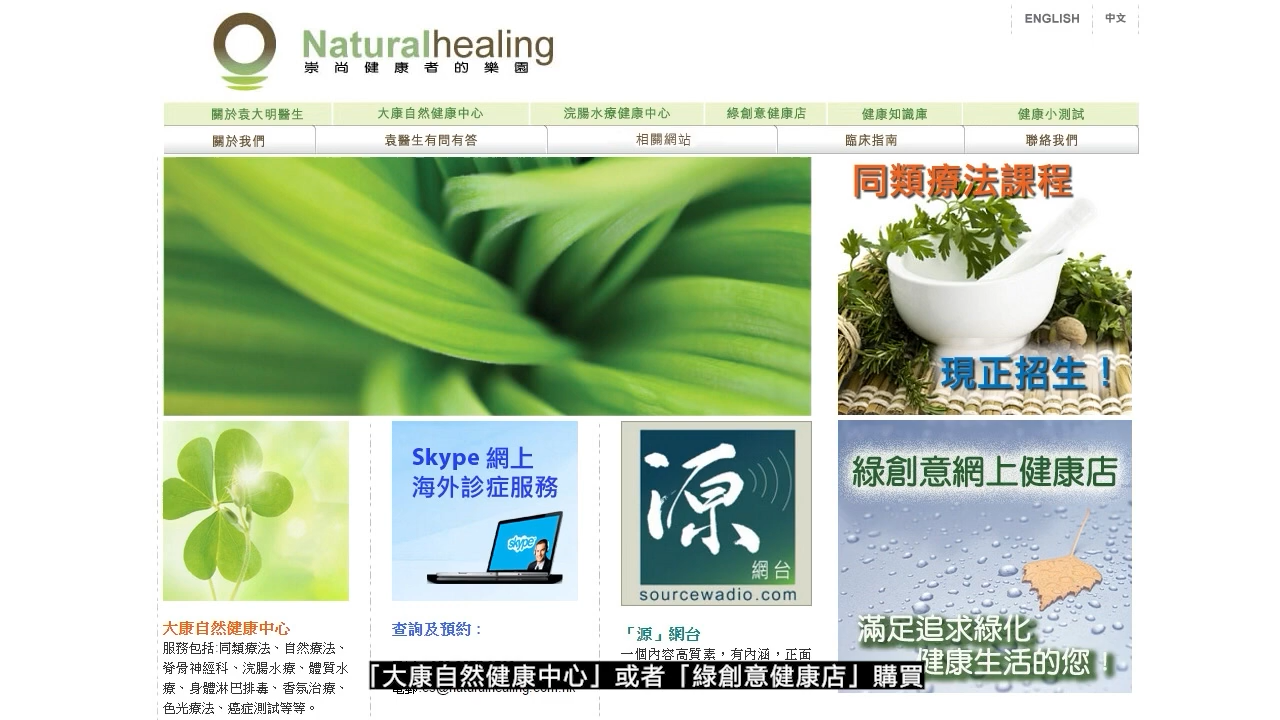 ENGLISH 中文
Naturalhealing
崇尚健康者的樂園
關於袁大明醫生 大康自然健康中心 浣腸水療健康中心 綠創意健康店 健康知識庫 健康小測試
關於我們 袁醫生有問有答 相關網站 臨床指南 聯絡我們
同類療法課程
現正招生！
Skype 網上
海外診症服務
skype
源
網台
sourcewadio.com
綠創意網上健康店
滿足追求綠化
健康生活的您！
大康自然健康中心
服務包括:同類療法、自然療法、
脊骨神經科、浣腸水療、體質水
療、身體淋巴排毒、香氛治療、
色光療法、癌症測試等等。
查詢及預約：
「源」網台
一個內容高質素，有內涵，正面
「大康自然健康中心」或者「綠創意健康店」購買